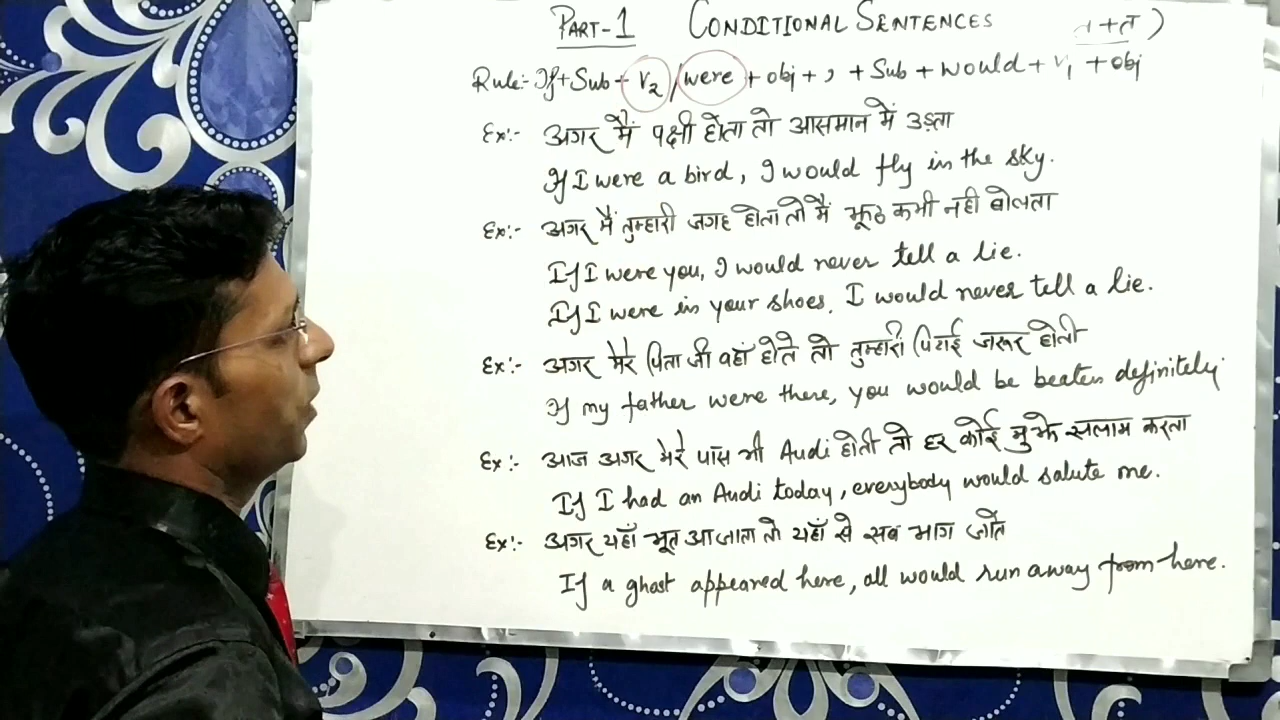 PART-1 CONDITIONAL SENTENCES +त)
Rule:- If + Sub + V2 / were + obj + , + Sub + would + V1 + obj
Ex:- अगर मैं पक्षी होता तो आसमान में उड़ता
If I were a bird, I would fly in the sky.
Ex:- अगर मैं तुम्हारी जगह होता तो मैं झूठ कभी नही बोलता
If I were you, I would never tell a lie.
If I were in your shoes, I would never tell a lie.
Ex:- अगर मेरे पिता जी वहाँ होते तो तुम्हारी पिटाई जरूर होती
If my father were there, you would be beaten definitely.
Ex:- आज अगर मेरे पास भी Audi होती तो हर कोई मुझे सलाम करता
If I had an Audi today, everybody would salute me.
Ex:- अगर यहाँ भूत आ जाता तो यहाँ से सब भाग जाते
If a ghost appeared here, all would run away from here.